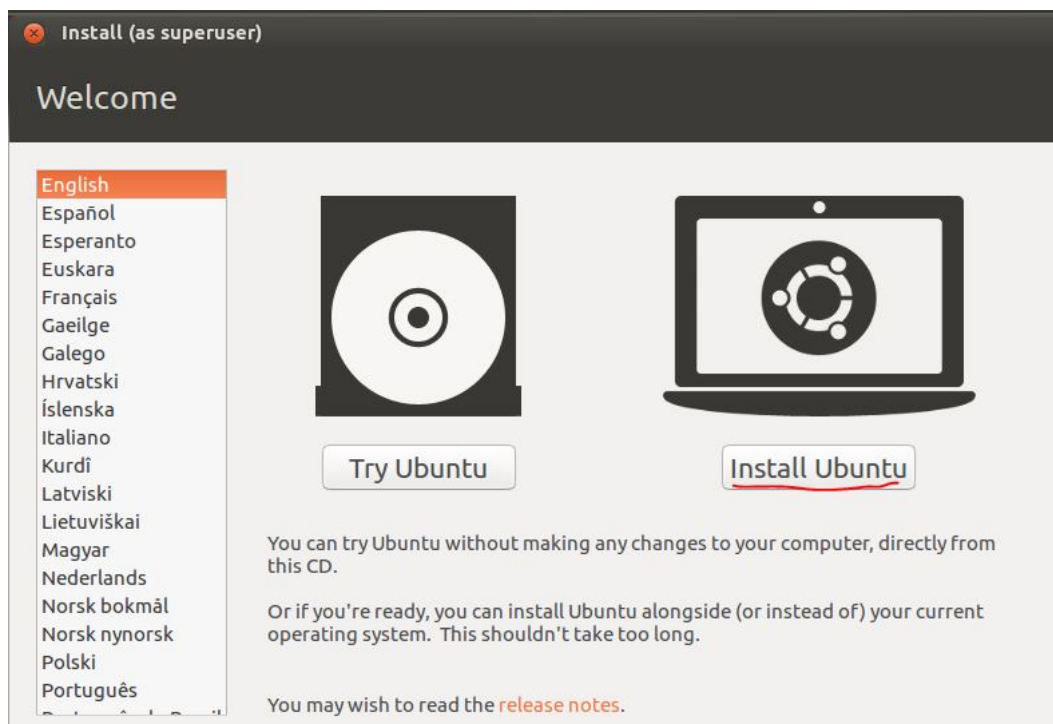 Install (as superuser)
Welcome
English
Español
Esperanto
Euskara
Français
Gaeilge
Galego
Hrvatski
Íslenska
Italiano
Kurdî
Latviski
Lietuviškai
Magyar
Nederlands
Norsk bokmål
Norsk nynorsk
Polski
Português
Try Ubuntu
Install Ubuntu
You can try Ubuntu without making any changes to your computer, directly from
this CD.
Or if you're ready, you can install Ubuntu alongside (or instead of) your current
operating system. This shouldn't take too long.
You may wish to read the release notes.